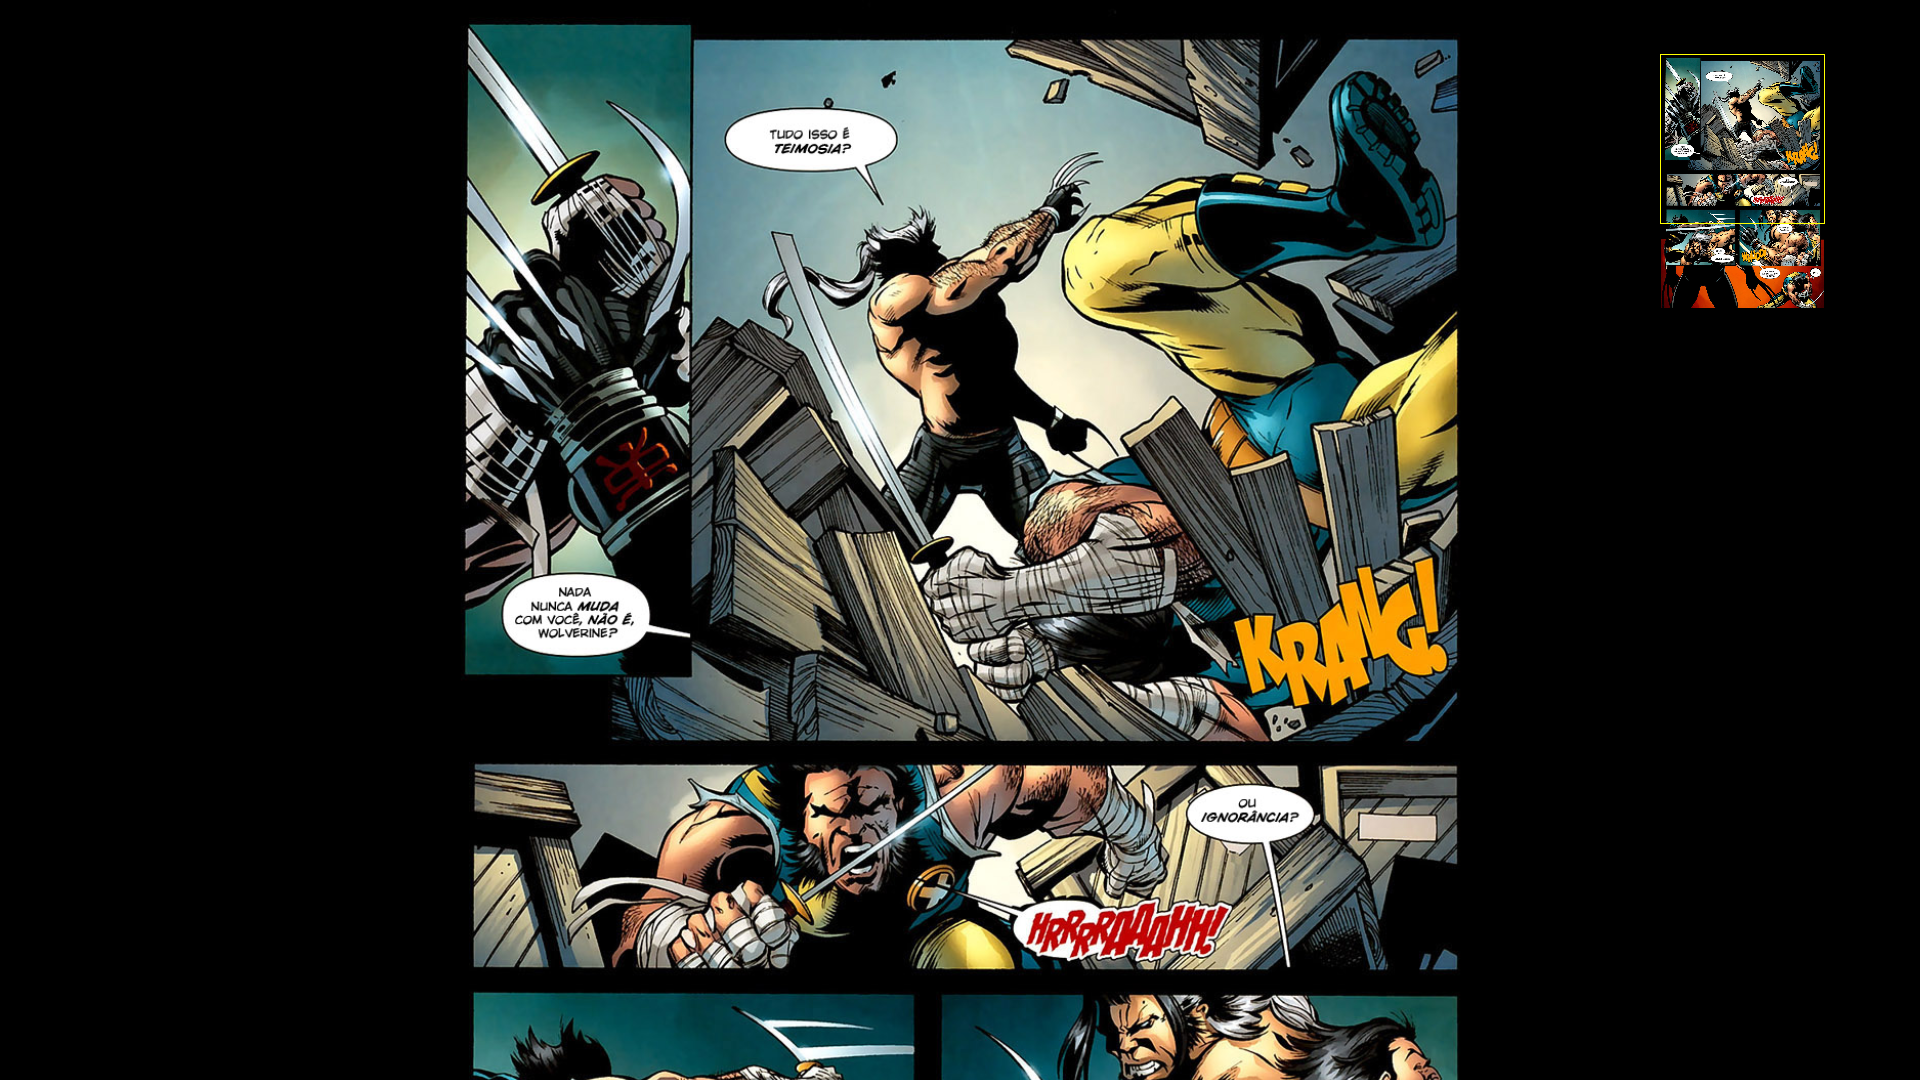 NADA
NUNCA MUDA
COM VOCÊ, NÃO É,
WOLVERINE?
TUDO ISSO É
TEIMOSIA?
KRANG!
OU
IGNORÂNCIA?
HRRRRAAAHH!